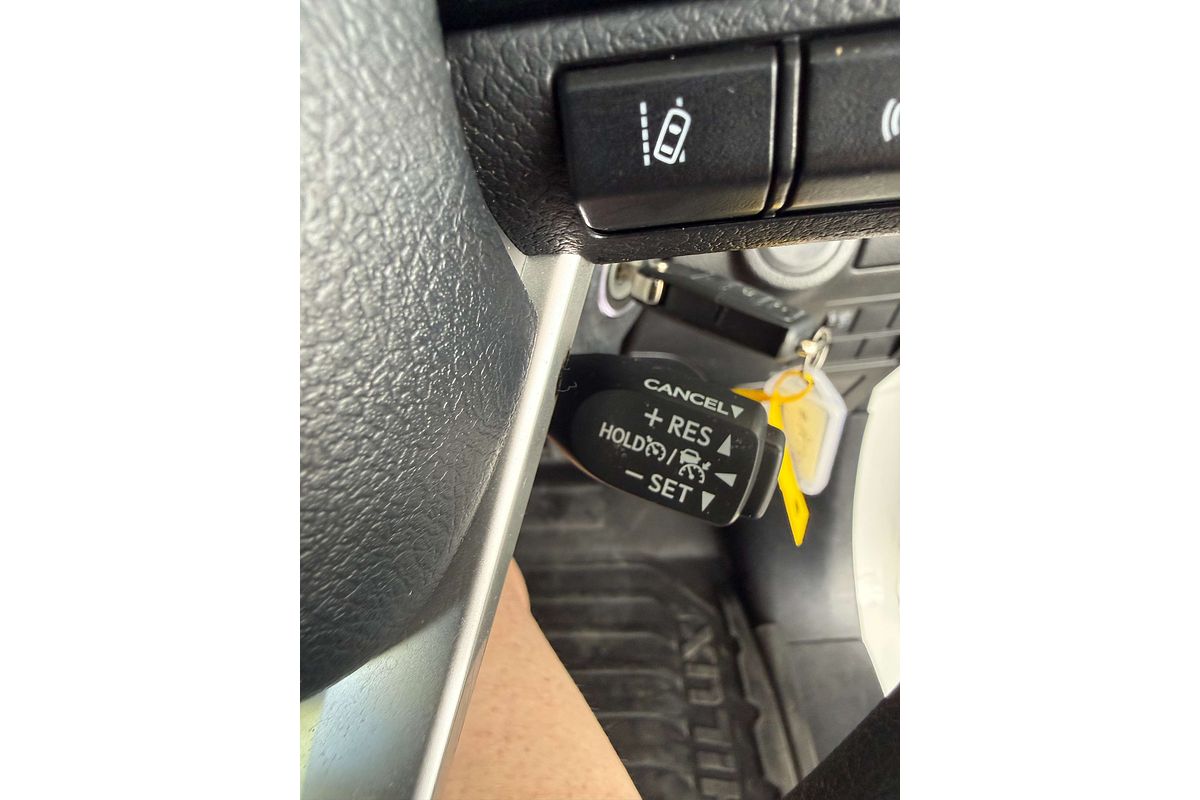 CANCEL▼
+ RES ▲
HOLD /
− SET ▼
HILUX